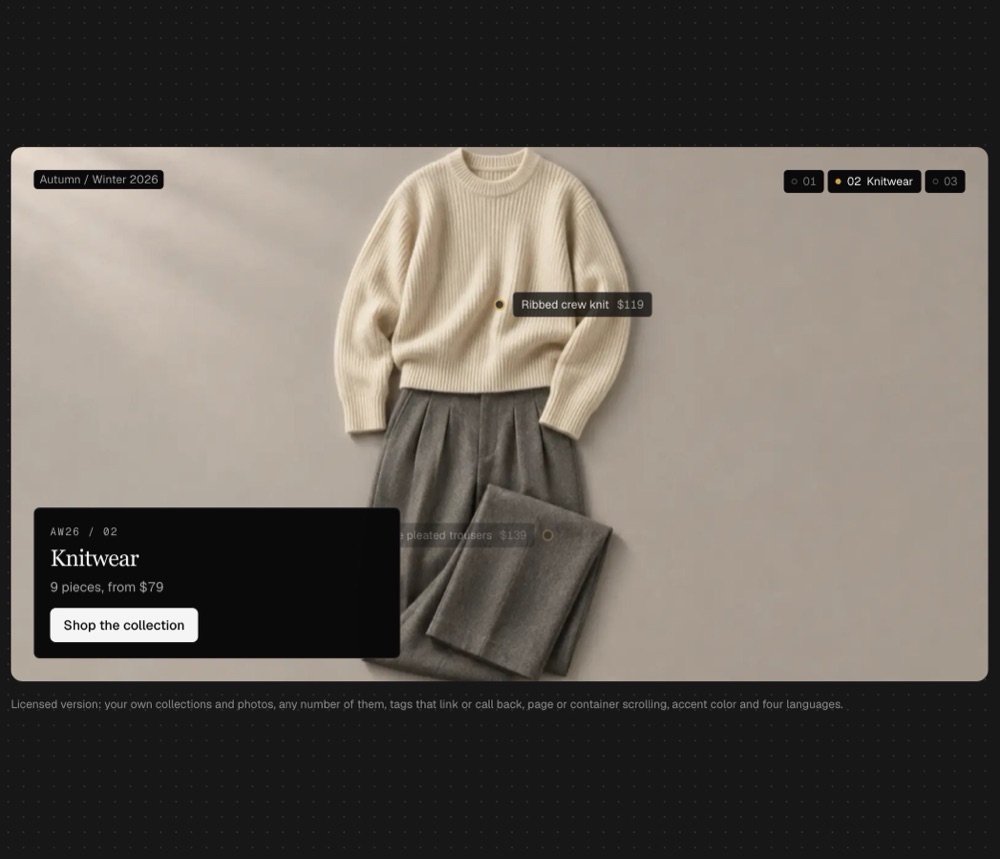 Autumn / Winter 2026
01
02 Knitwear
03
Ribbed crew knit $119
pleated trousers $139
AW26 / 02
Knitwear
9 pieces, from $79
Shop the collection
Licensed version: your own collections and photos, any number of them, tags that link or call back, page or container scrolling, accent color and four languages.